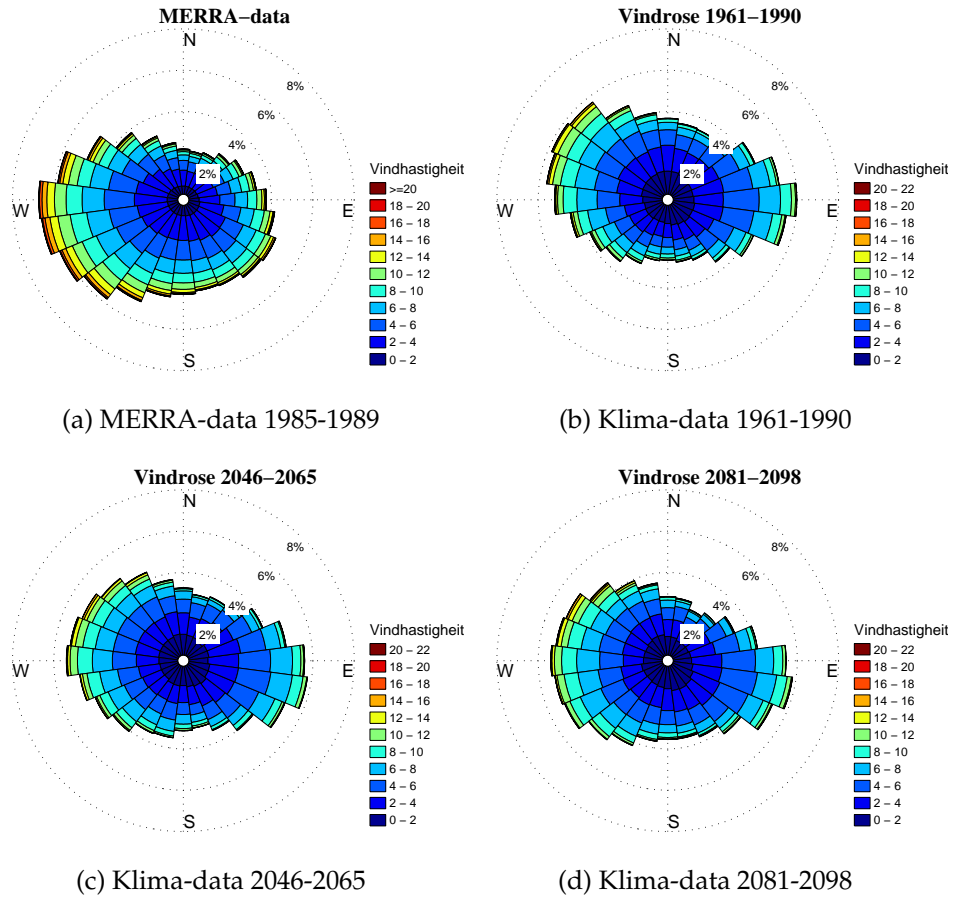 MERRA−data
N
8%
6%
4%
2%
W
E
S
Vindhastigheit
>=20
18 − 20
16 − 18
14 − 16
12 − 14
10 − 12
8 − 10
6 − 8
4 − 6
2 − 4
0 − 2
(a) MERRA-data 1985-1989
Vindrose 1961−1990
N
8%
6%
4%
2%
W
E
S
Vindhastigheit
20 − 22
18 − 20
16 − 18
14 − 16
12 − 14
10 − 12
8 − 10
6 − 8
4 − 6
2 − 4
0 − 2
(b) Klima-data 1961-1990
Vindrose 2046−2065
N
8%
6%
4%
2%
W
E
S
Vindhastigheit
20 − 22
18 − 20
16 − 18
14 − 16
12 − 14
10 − 12
8 − 10
6 − 8
4 − 6
2 − 4
0 − 2
(c) Klima-data 2046-2065
Vindrose 2081−2098
N
8%
6%
4%
2%
W
E
S
Vindhastigheit
20 − 22
18 − 20
16 − 18
14 − 16
12 − 14
10 − 12
8 − 10
6 − 8
4 − 6
2 − 4
0 − 2
(d) Klima-data 2081-2098